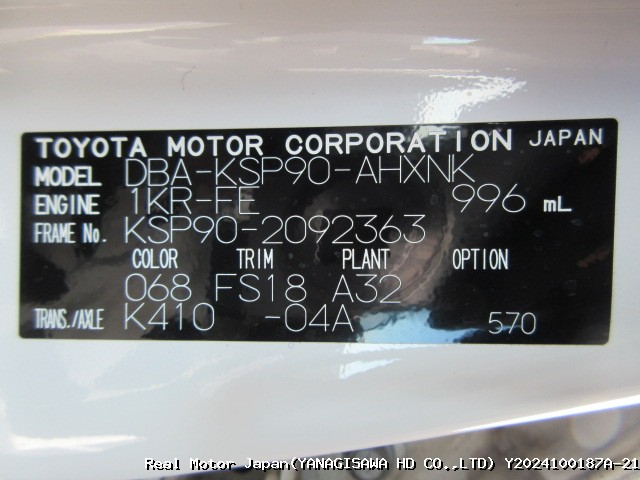 TOYOTA MOTOR CORPORATION JAPAN
MODEL DBA-KSP90-AHXNK
ENGINE 1KR-FE 996 mL
FRAME No. KSP90-2092363
COLOR TRIM PLANT OPTION
068 FS18 A32
TRANS./AXLE K410 -04A 570
Real Motor Japan(YANAGISAWA HD CO.,LTD) Y2024100187A-21